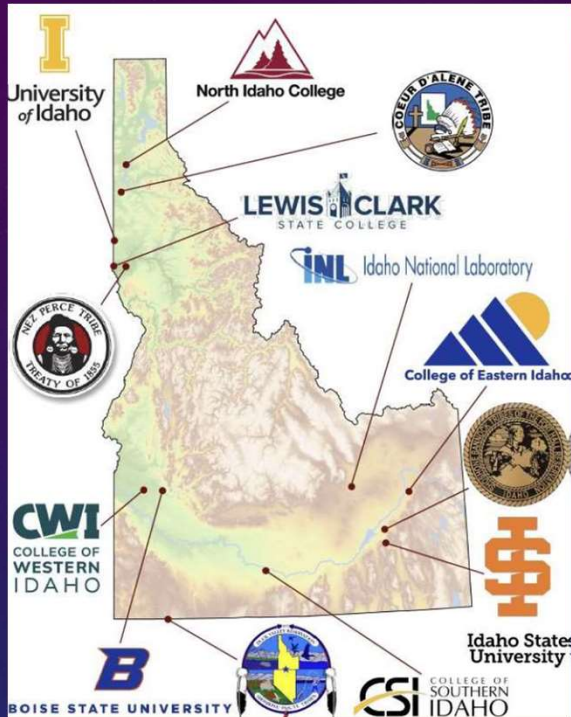 I
University
of Idaho
North Idaho College
COEUR D'ALENE TRIBE
LEWIS CLARK
STATE COLLEGE
INL Idaho National Laboratory
NEZ PERCE TRIBE
TREATY OF 1855
College of Eastern Idaho
IDAHO
CWI
COLLEGE OF
WESTERN
IDAHO
IS
Idaho State
University
B
BOISE STATE UNIVERSITY
CSI
COLLEGE OF
SOUTHERN
IDAHO